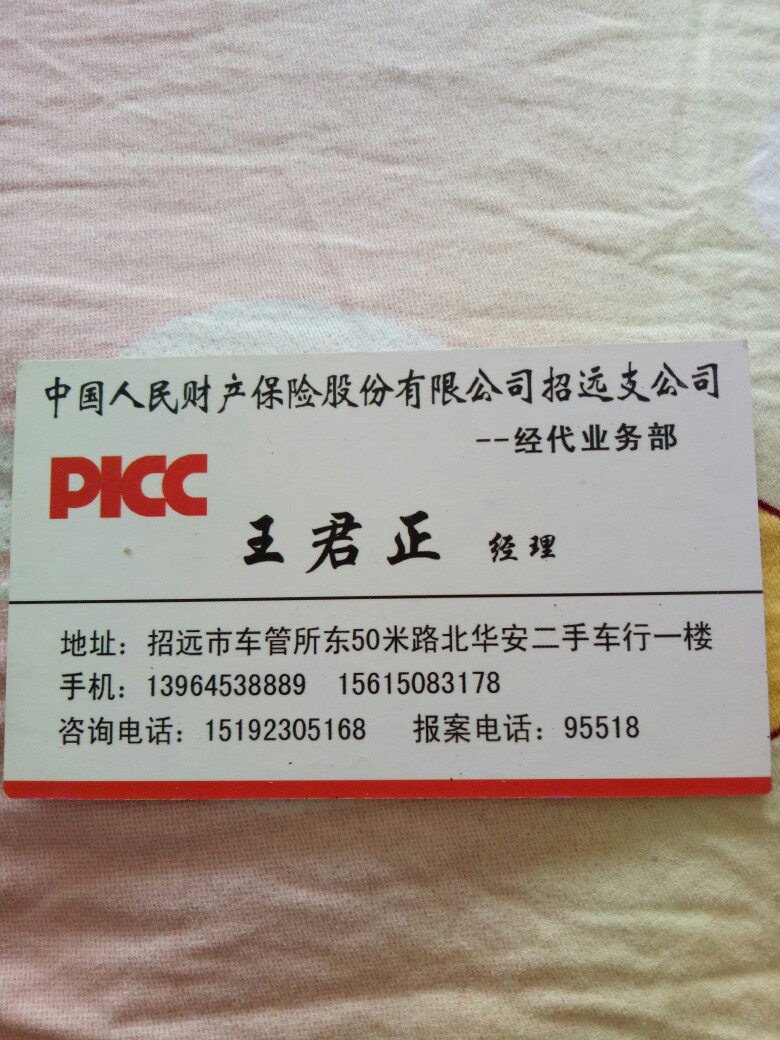 中国人民财产保险股份有限公司招远支公司
--经代业务部
PICC
王君正 经理
地址：招远市车管所东50米路北华安二手车行一楼
手机：13964538889 15615083178
咨询电话：15192305168 报案电话：95518